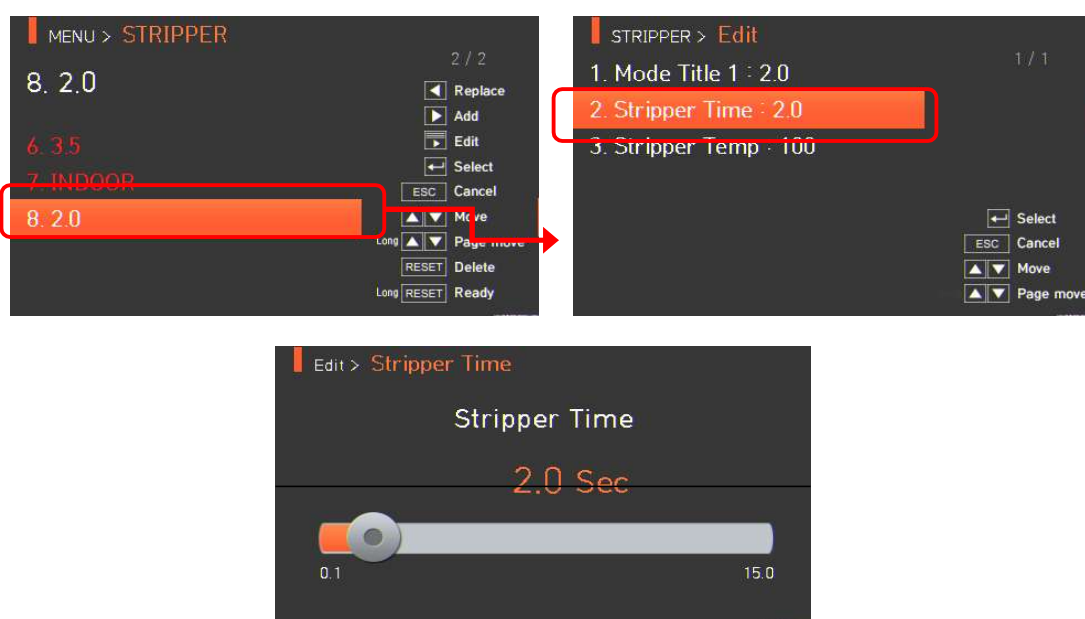 MENU > STRIPPER
2 / 2
8. 2.0
6. 3.5
7. INDOOR
8. 2.0
Replace
Add
Edit
Select
ESC Cancel
Move
Long Page move
RESET Delete
Long RESET Ready
STRIPPER > Edit
1 / 1
1. Mode Title 1 : 2.0
2. Stripper Time : 2.0
3. Stripper Temp : 100
Select
ESC Cancel
Move
Page move
Edit > Stripper Time
Stripper Time
2.0 Sec
0.1
15.0